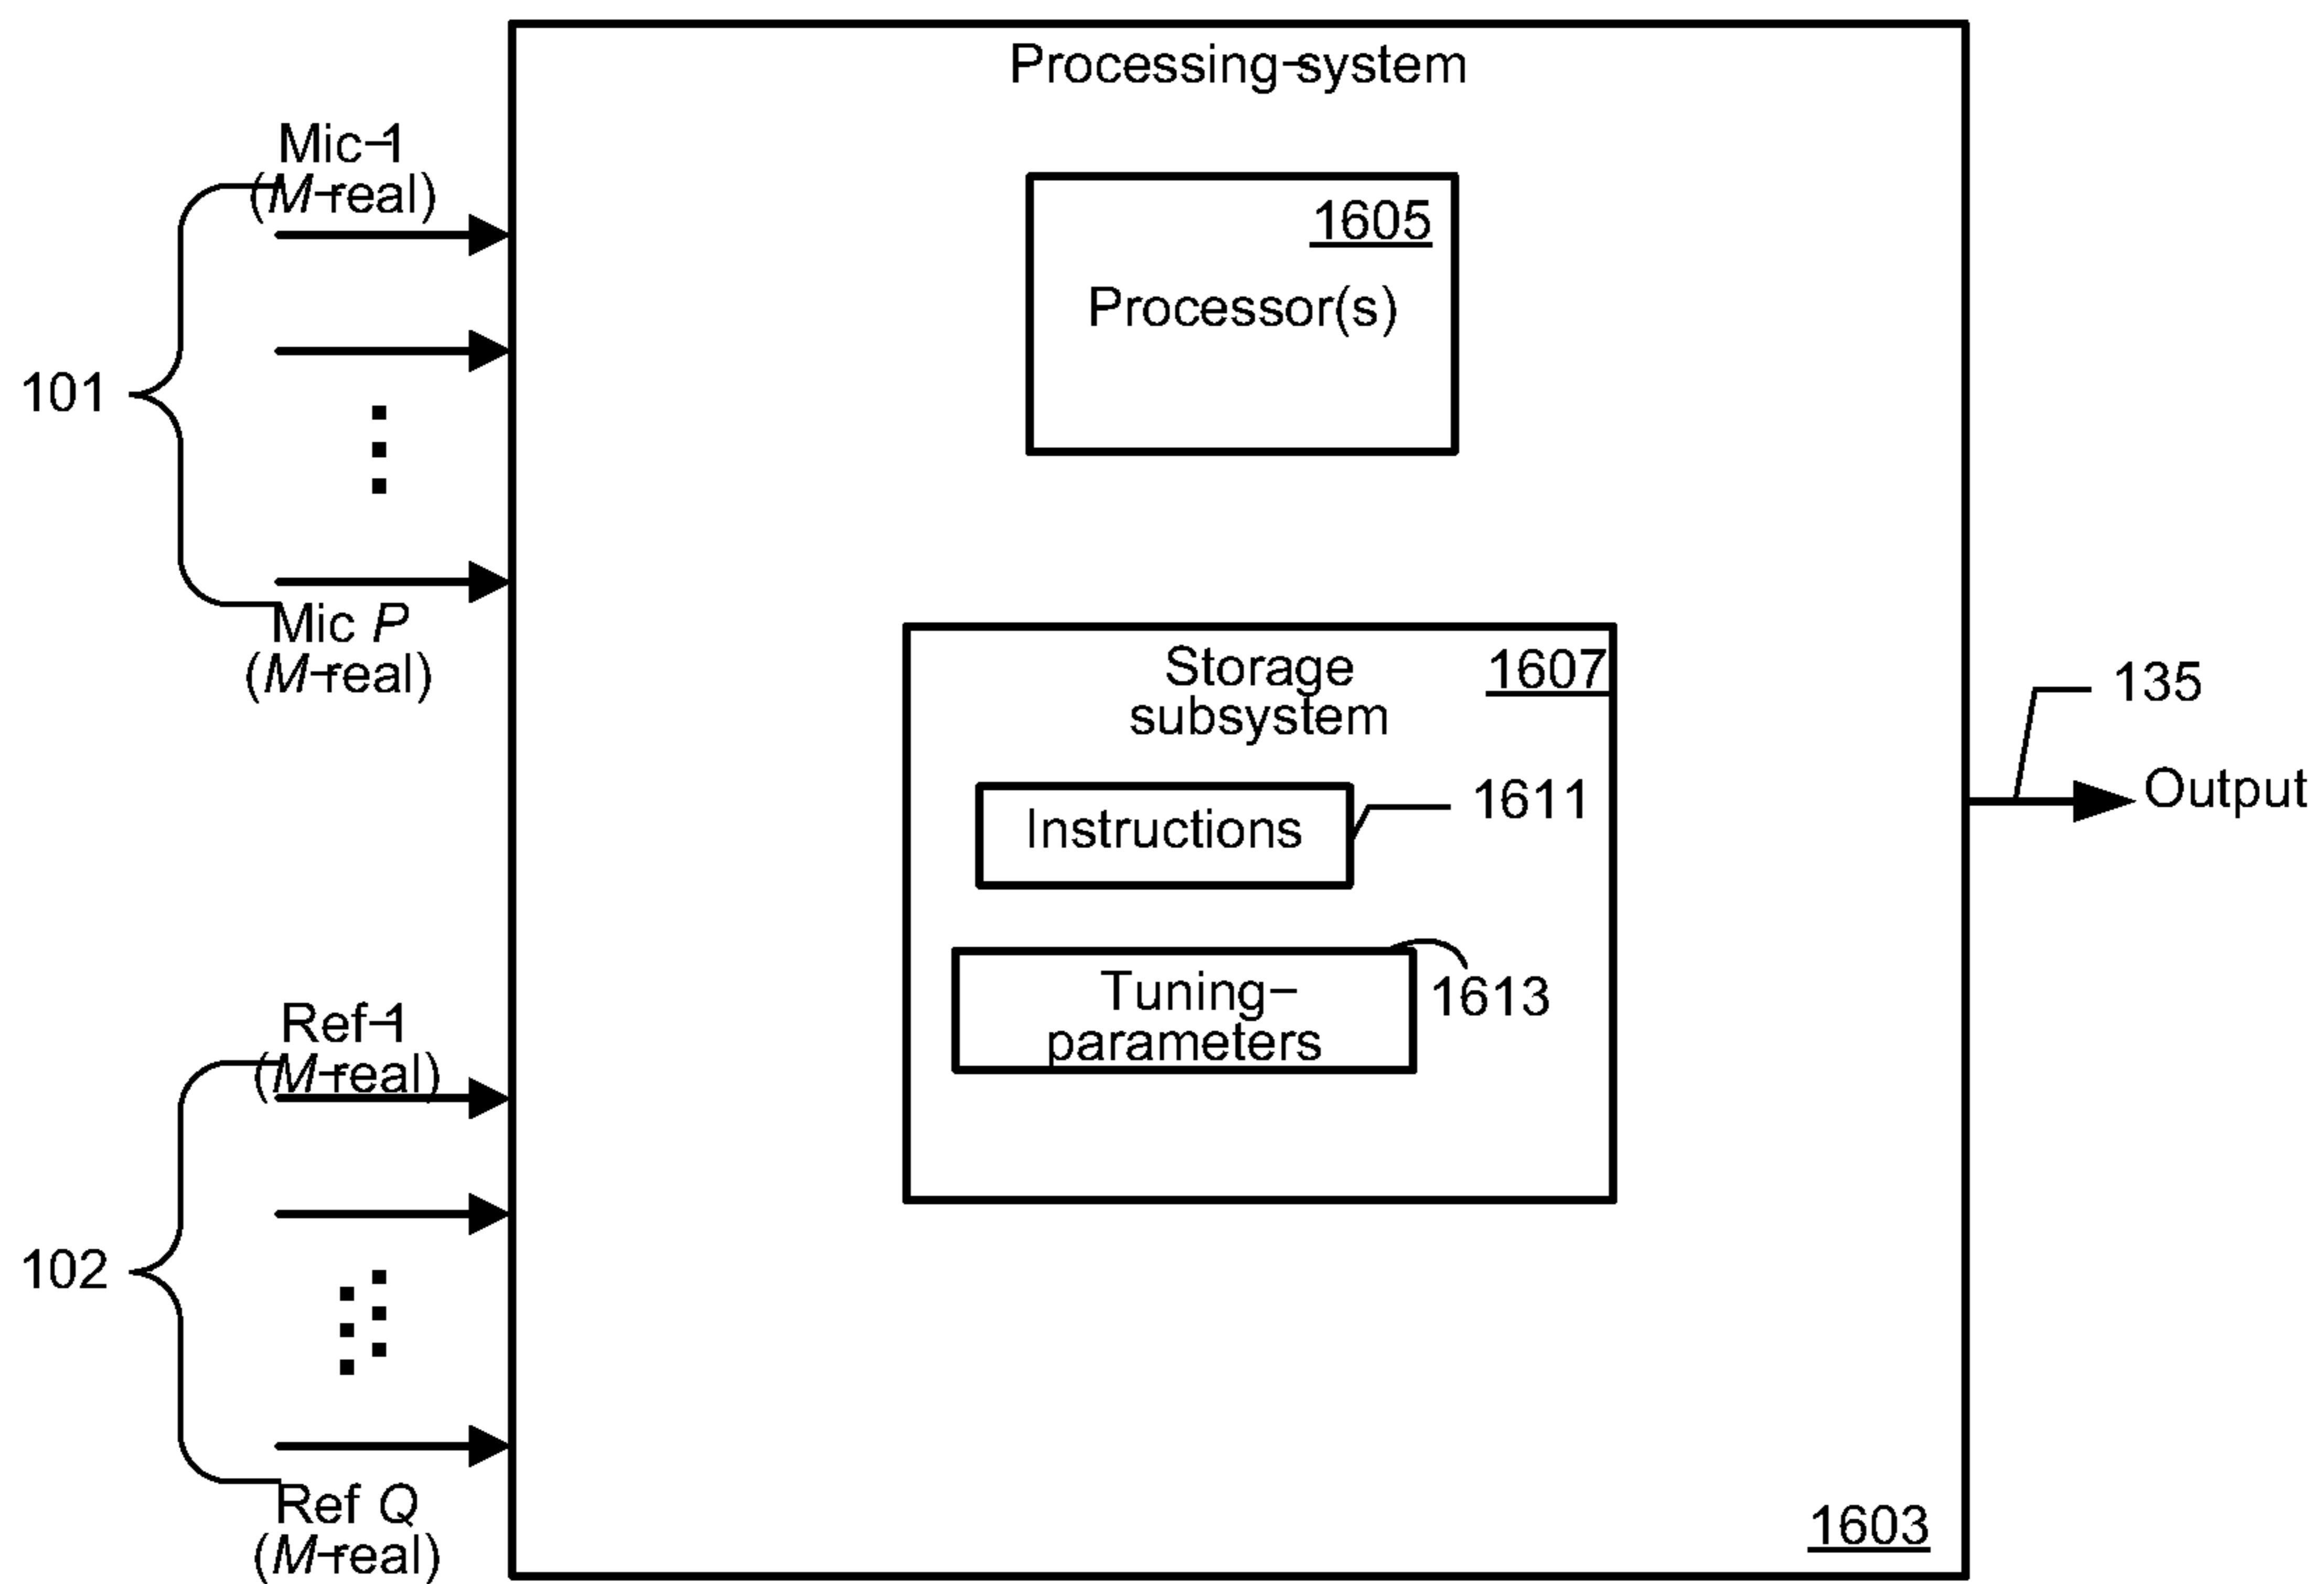 Processing-system
Mic-1
(M-real)
1605
Processor(s)
101
Mic P
(M-real)
Storage
subsystem
1607
135
Instructions
1611
Output
Tuning-
parameters
1613
Ref-1
(M-real)
102
Ref Q
(M-real)
1603